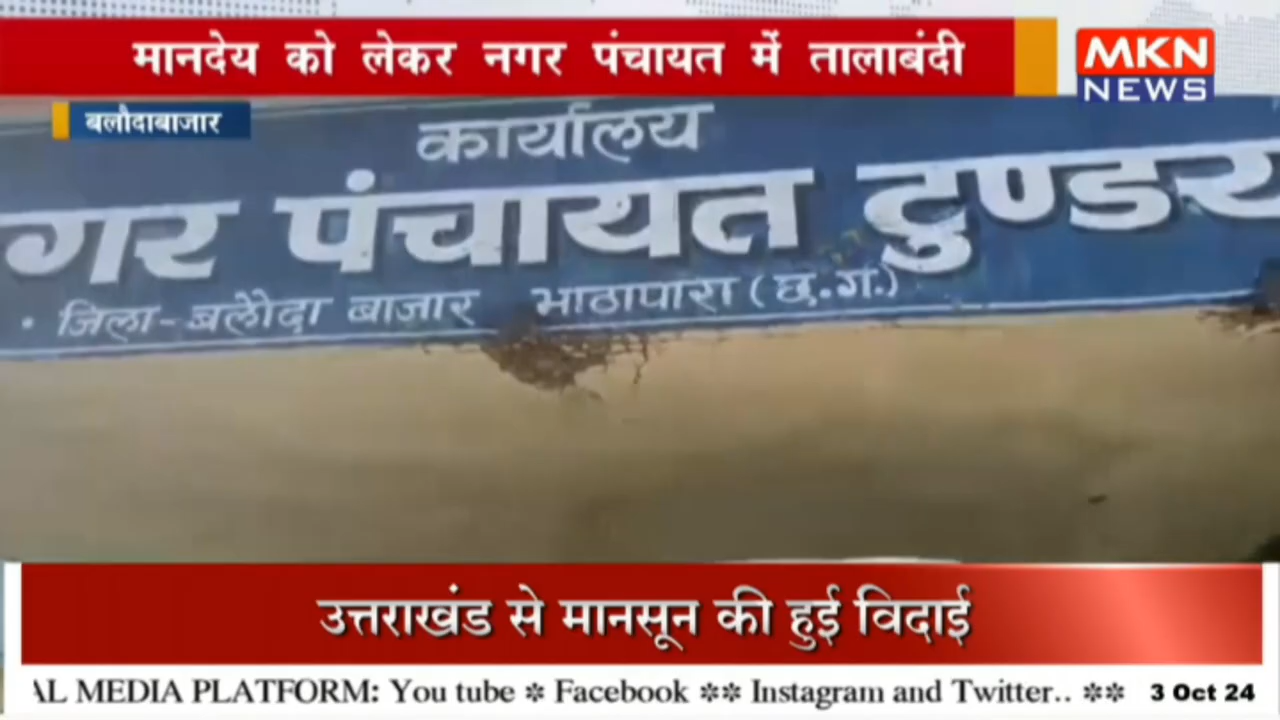 मानदेय को लेकर नगर पंचायत में तालाबंदी
MKN
NEWS
बलौदाबाजार
कार्यालय
गर पंचायत टुण्डर
• जिला-बलौदा बाजार भाठापारा (छ.ग.)
उत्तराखंड से मानसून की हुई विदाई
AL MEDIA PLATFORM: You tube ✼ Facebook ✼✼ Instagram and Twitter.. ✼✼ 3 Oct 24